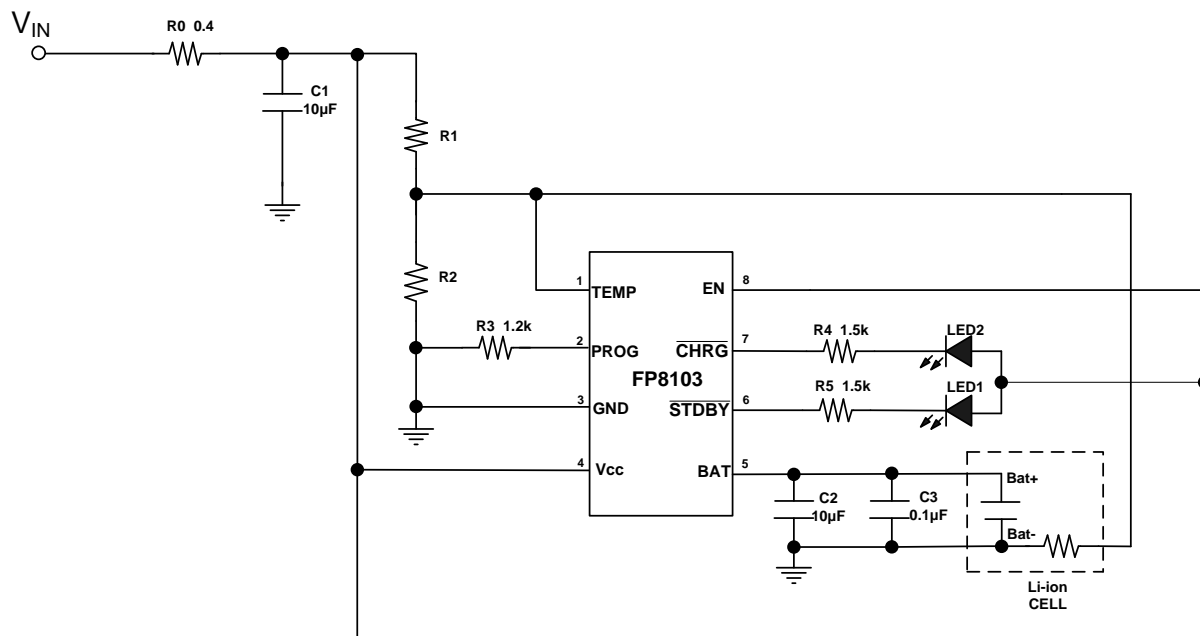 VIN
R0 0.4
C1
10µF
R1
R2
R3 1.2k
1
TEMP
2
PROG
3
GND
4
Vcc
FP8103
EN
8
CHRG
7
STDBY
6
BAT
5
R4 1.5k
LED2
R5 1.5k
LED1
C2
10µF
C3
0.1µF
Bat+
Bat-
Li-ion
CELL